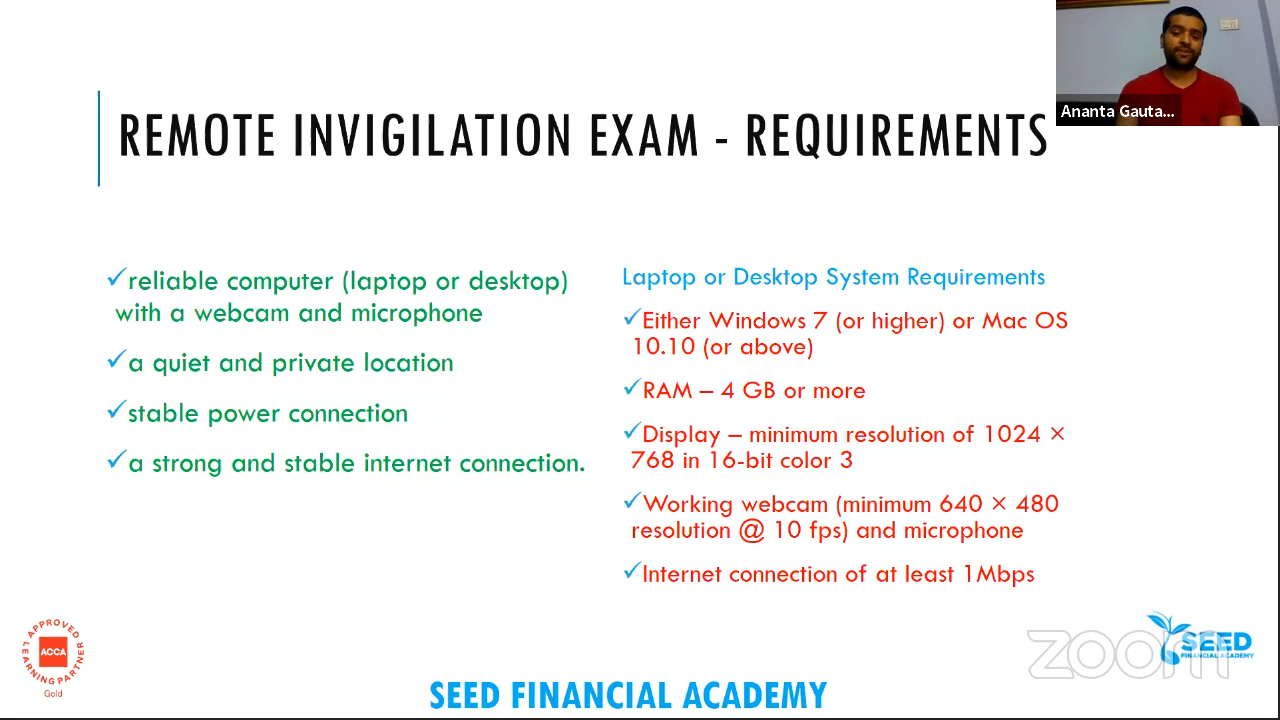 Ananta Gauta...
REMOTE INVIGILATION EXAM - REQUIREMENTS
✓reliable computer (laptop or desktop)
with a webcam and microphone
✓a quiet and private location
✓stable power connection
✓a strong and stable internet connection.
Laptop or Desktop System Requirements
✓Either Windows 7 (or higher) or Mac OS
10.10 (or above)
✓RAM – 4 GB or more
✓Display – minimum resolution of 1024 ×
768 in 16-bit color 3
✓Working webcam (minimum 640 × 480
resolution @ 10 fps) and microphone
✓Internet connection of at least 1Mbps
APPROVED
LEARNING PARTNER
ACCA
Gold
SEED FINANCIAL ACADEMY
zoom
SEED
FINANCIAL ACADEMY